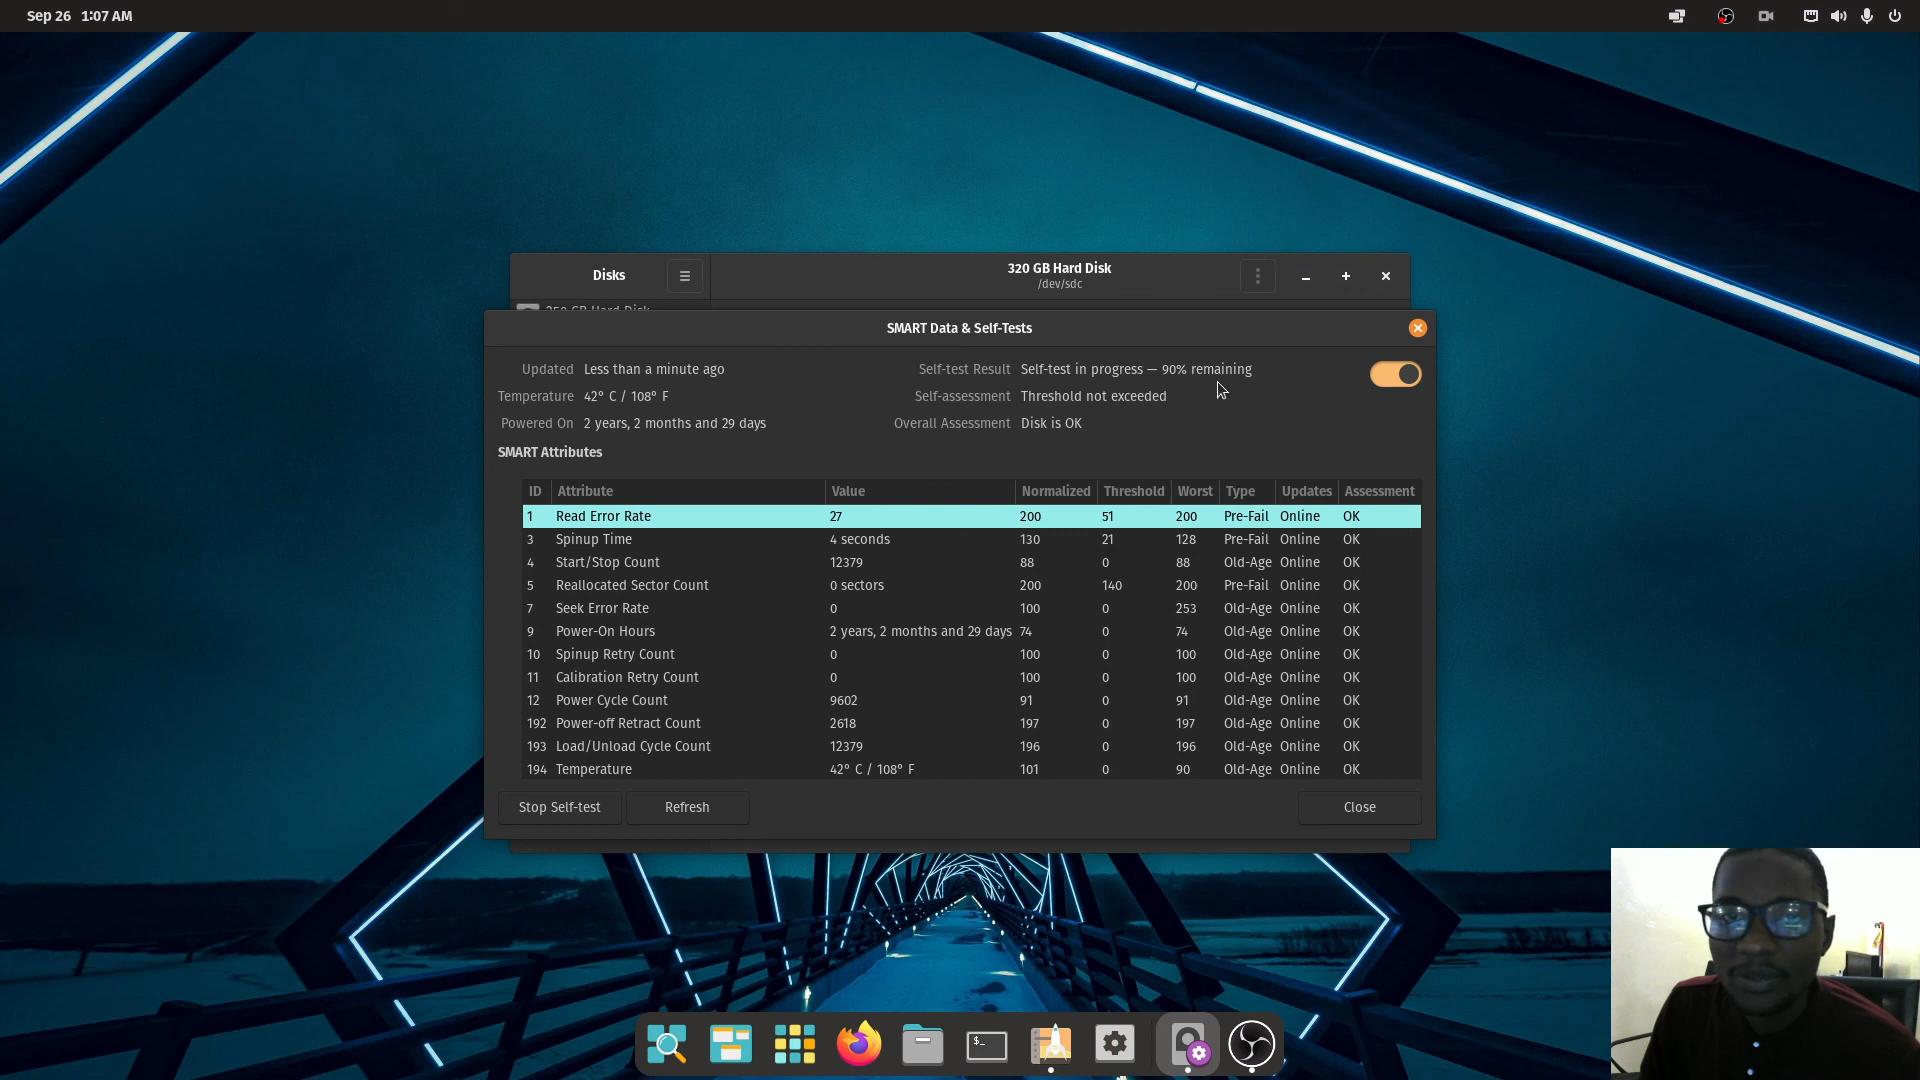 Sep 26 1:07 AM
Disks
320 GB Hard Disk
/dev/sdc
250 GB Hard Disk
SMART Data & Self-Tests
Updated Less than a minute ago Self-test Result Self-test in progress — 90% remaining
Temperature 42° C / 108° F Self-assessment Threshold not exceeded
Powered On 2 years, 2 months and 29 days Overall Assessment Disk is OK
SMART Attributes
ID Attribute Value Normalized Threshold Worst Type Updates Assessment
1 Read Error Rate 27 200 51 200 Pre-Fail Online OK
3 Spinup Time 4 seconds 130 21 128 Pre-Fail Online OK
4 Start/Stop Count 12379 88 0 88 Old-Age Online OK
5 Reallocated Sector Count 0 sectors 200 140 200 Pre-Fail Online OK
7 Seek Error Rate 0 100 0 253 Old-Age Online OK
9 Power-On Hours 2 years, 2 months and 29 days 74 0 74 Old-Age Online OK
10 Spinup Retry Count 0 100 0 100 Old-Age Online OK
11 Calibration Retry Count 0 100 0 100 Old-Age Online OK
12 Power Cycle Count 9602 91 0 91 Old-Age Online OK
192 Power-off Retract Count 2618 197 0 197 Old-Age Online OK
193 Load/Unload Cycle Count 12379 196 0 196 Old-Age Online OK
194 Temperature 42° C / 108° F 101 0 90 Old-Age Online OK
Stop Self-test Refresh Close
$_